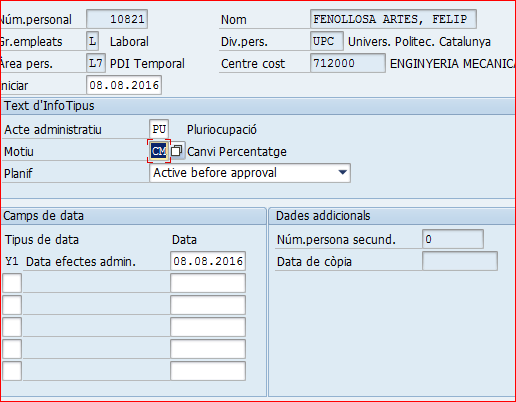 Núm.personal 10821 Nom FENOLLOSA ARTES, FELIP
Gr.empleats L Laboral Div.pers. UPC Univers. Politec. Catalunya
Àrea pers. L7 PDI Temporal Centre cost 712000 ENGINYERIA MECANICA
Iniciar 08.08.2016
Text d'InfoTipus
Acte administratiu PU Pluriocupació
Motiu CM Canvi Percentatge
Planif Active before approval
Camps de data Dades addicionals
Tipus de data Data Núm.persona secund. 0
Y1 Data efectes admin. 08.08.2016 Data de còpia